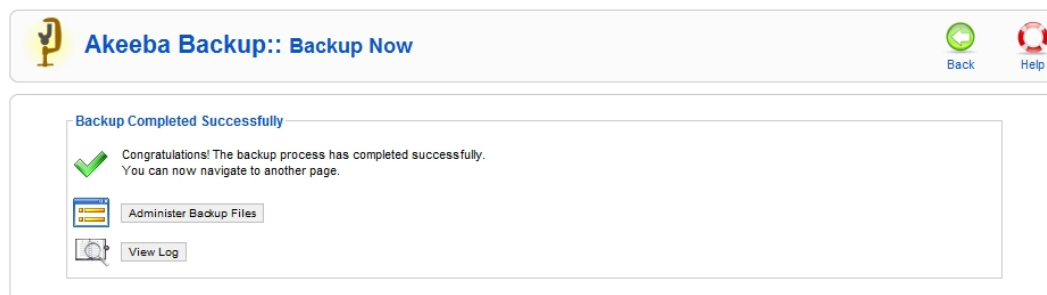 Akeeba Backup:: Backup Now
Back
Help
Backup Completed Successfully
Congratulations! The backup process has completed successfully.
You can now navigate to another page.
Administer Backup Files
View Log